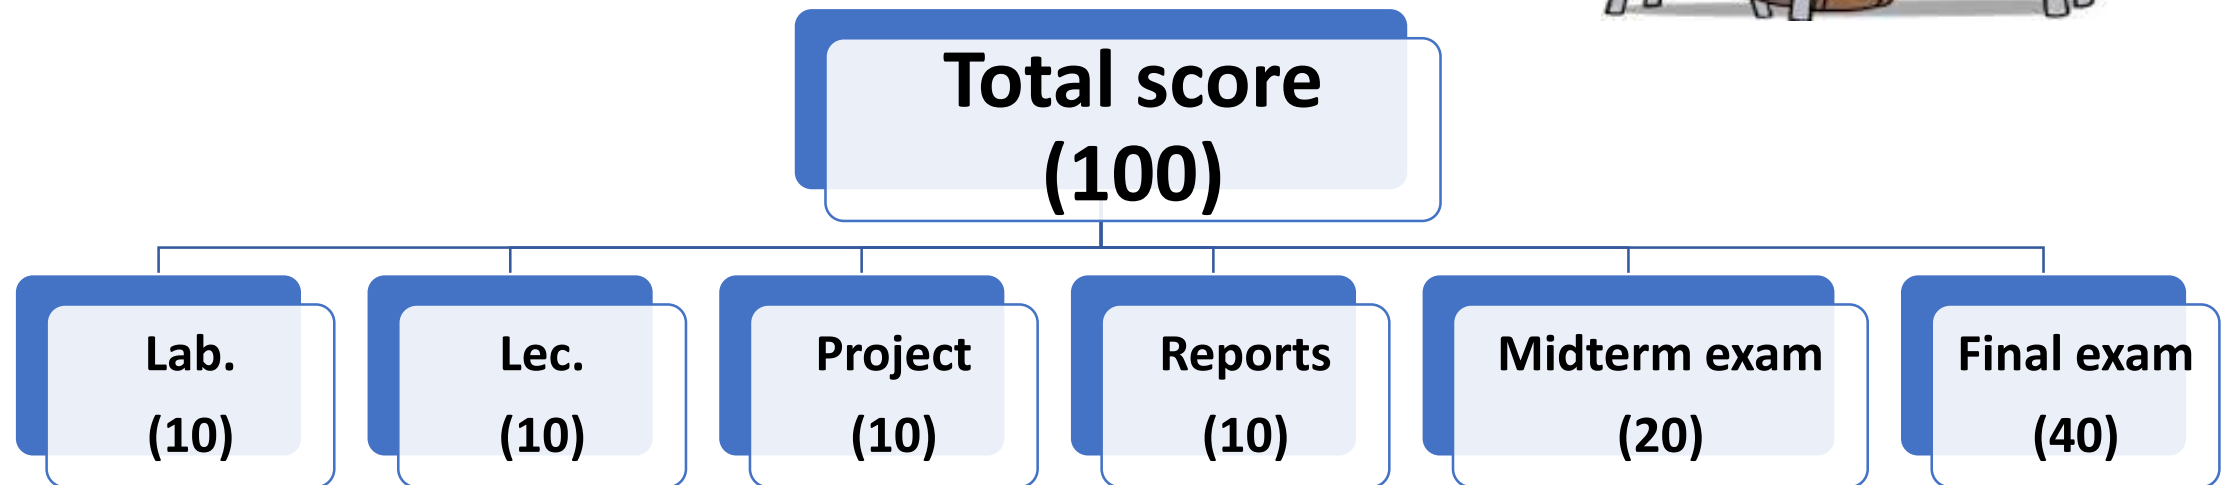 Total score
(100)
Lab.
(10)
Lec.
(10)
Project
(10)
Reports
(10)
Midterm exam
(20)
Final exam
(40)